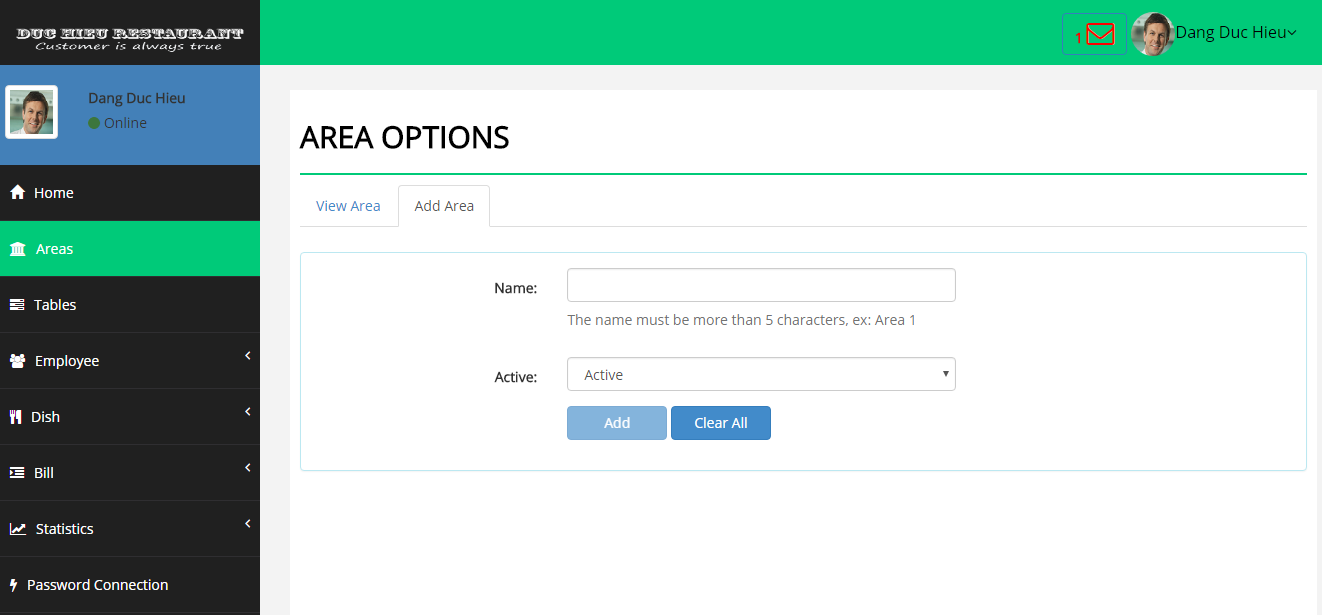 DUC HIEU RESTAURANT
Customer is always true
1
Dang Duc Hieu
Dang Duc Hieu
Online
Home
Areas
Tables
Employee
Dish
Bill
Statistics
Password Connection
AREA OPTIONS
View Area
Add Area
Name:
The name must be more than 5 characters, ex: Area 1
Active:
Active
Add
Clear All